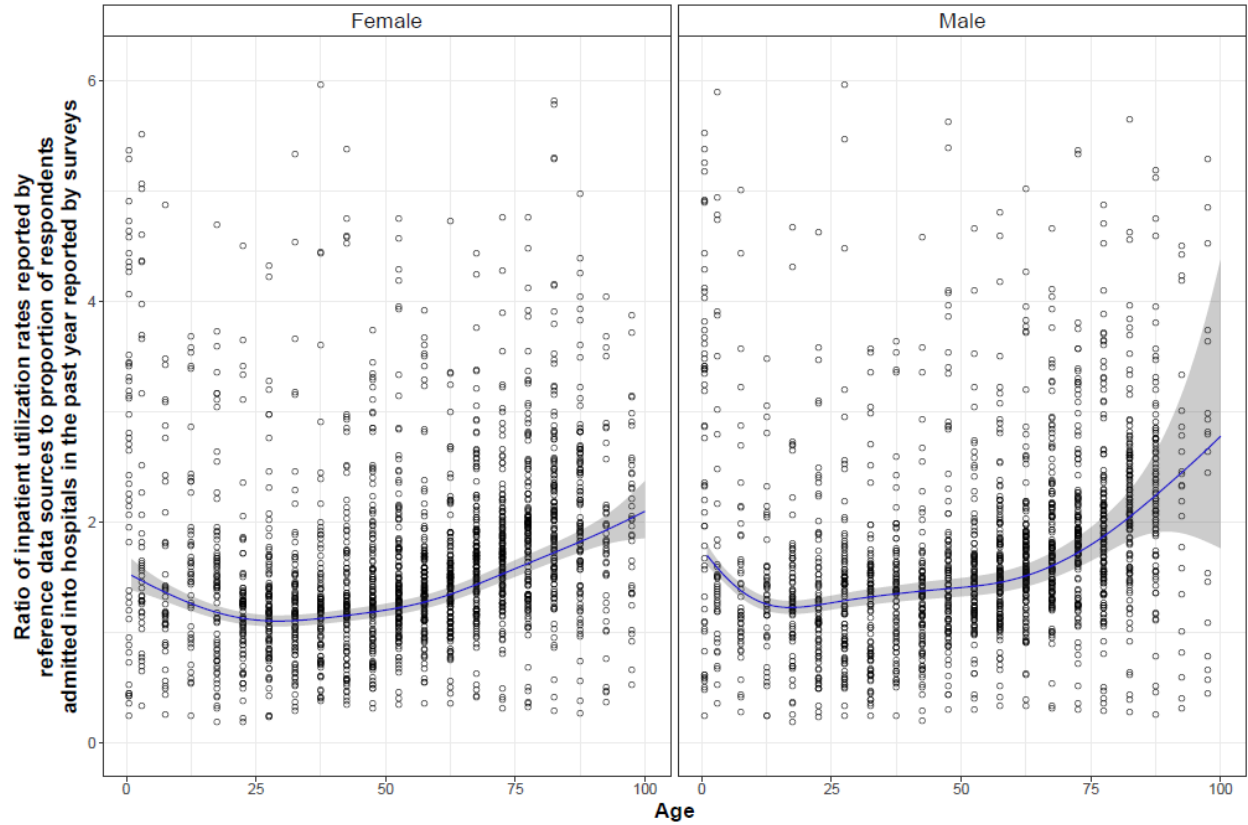 Female
Male
Ratio of inpatient utilization rates reported by
reference data sources to proportion of respondents
admitted into hospitals in the past year reported by surveys
6
4
2
0
0
25
50
75
100
0
25
50
75
100
Age